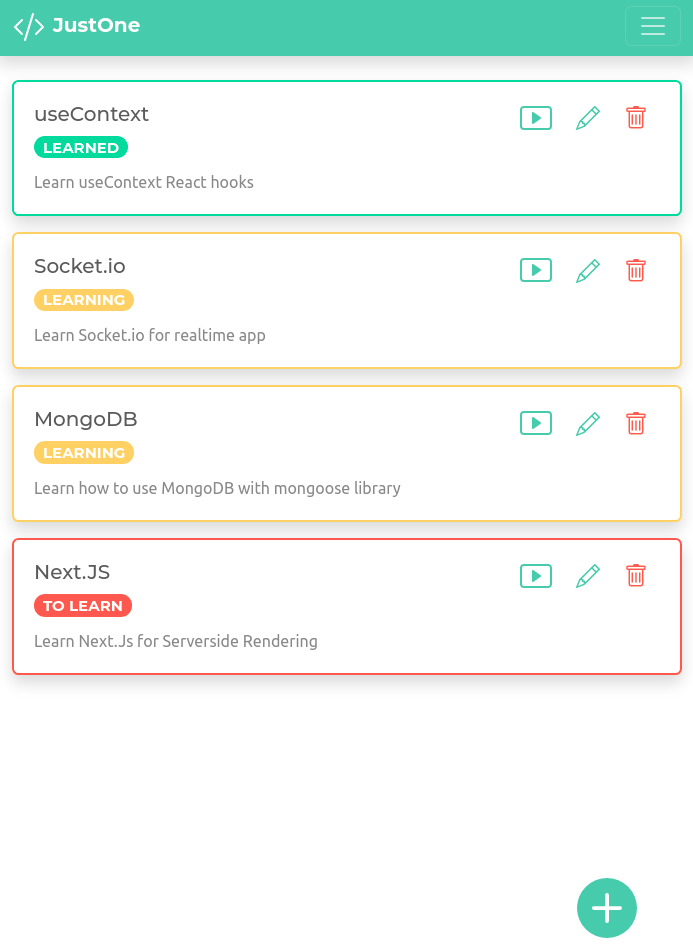 JustOne
useContext
LEARNED
Learn useContext React hooks
Socket.io
LEARNING
Learn Socket.io for realtime app
MongoDB
LEARNING
Learn how to use MongoDB with mongoose library
Next.JS
TO LEARN
Learn Next.Js for Serverside Rendering